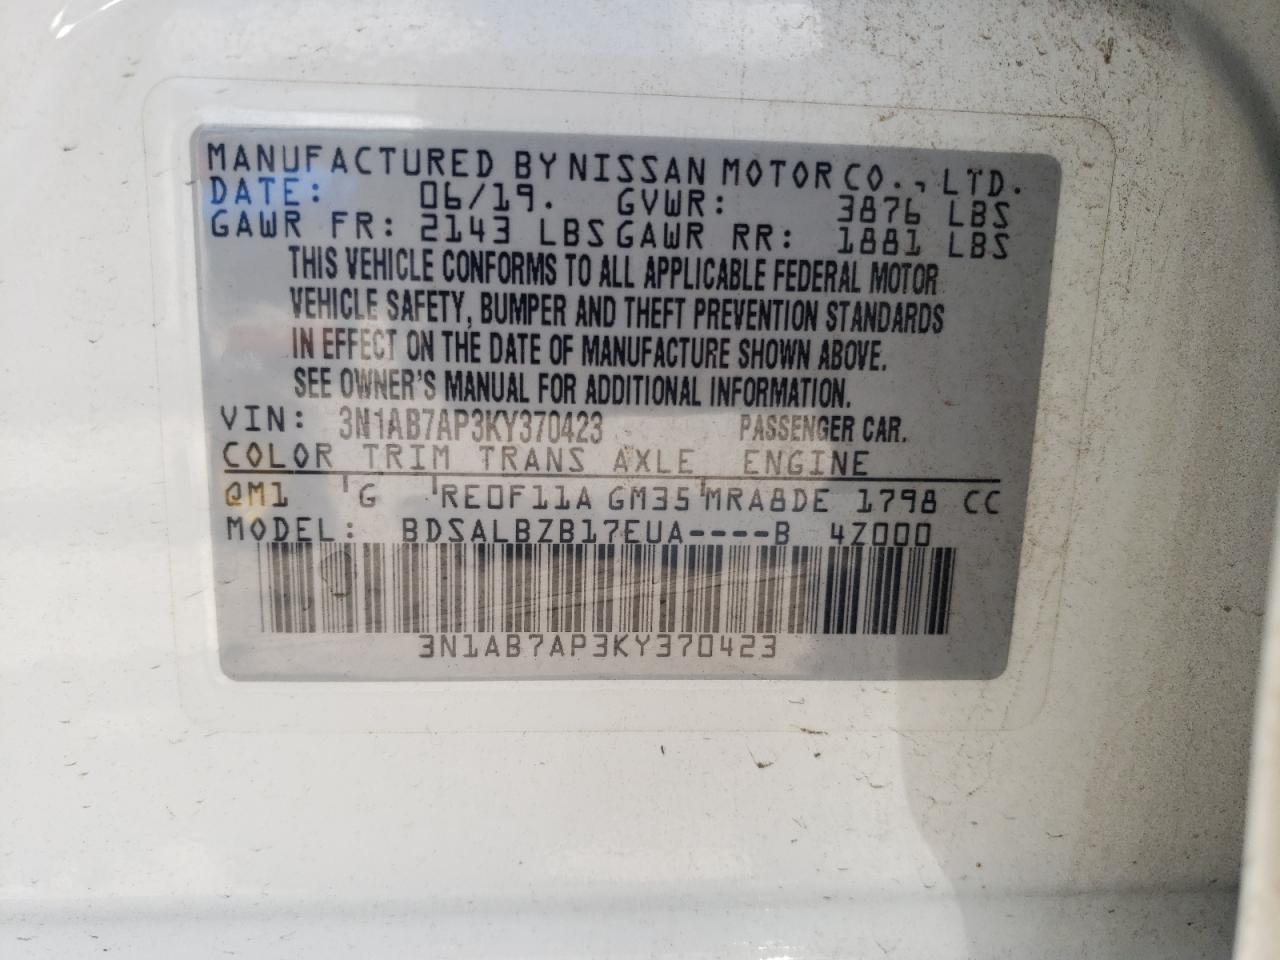 MANUFACTURED BY NISSAN MOTOR CO., LTD.
DATE: 06/19. GVWR: 3876 LBS
GAWR FR: 2143 LBS GAWR RR: 1881 LBS
THIS VEHICLE CONFORMS TO ALL APPLICABLE FEDERAL MOTOR
VEHICLE SAFETY, BUMPER AND THEFT PREVENTION STANDARDS
IN EFFECT ON THE DATE OF MANUFACTURE SHOWN ABOVE.
SEE OWNER'S MANUAL FOR ADDITIONAL INFORMATION.
VIN: 3N1AB7AP3KY370423 PASSENGER CAR.
COLOR TRIM TRANS AXLE ENGINE
QM1 G RE0F11A GM35 MRA8DE 1798 CC
MODEL: BDSALBZB17EUA----B 4Z000
3N1AB7AP3KY370423